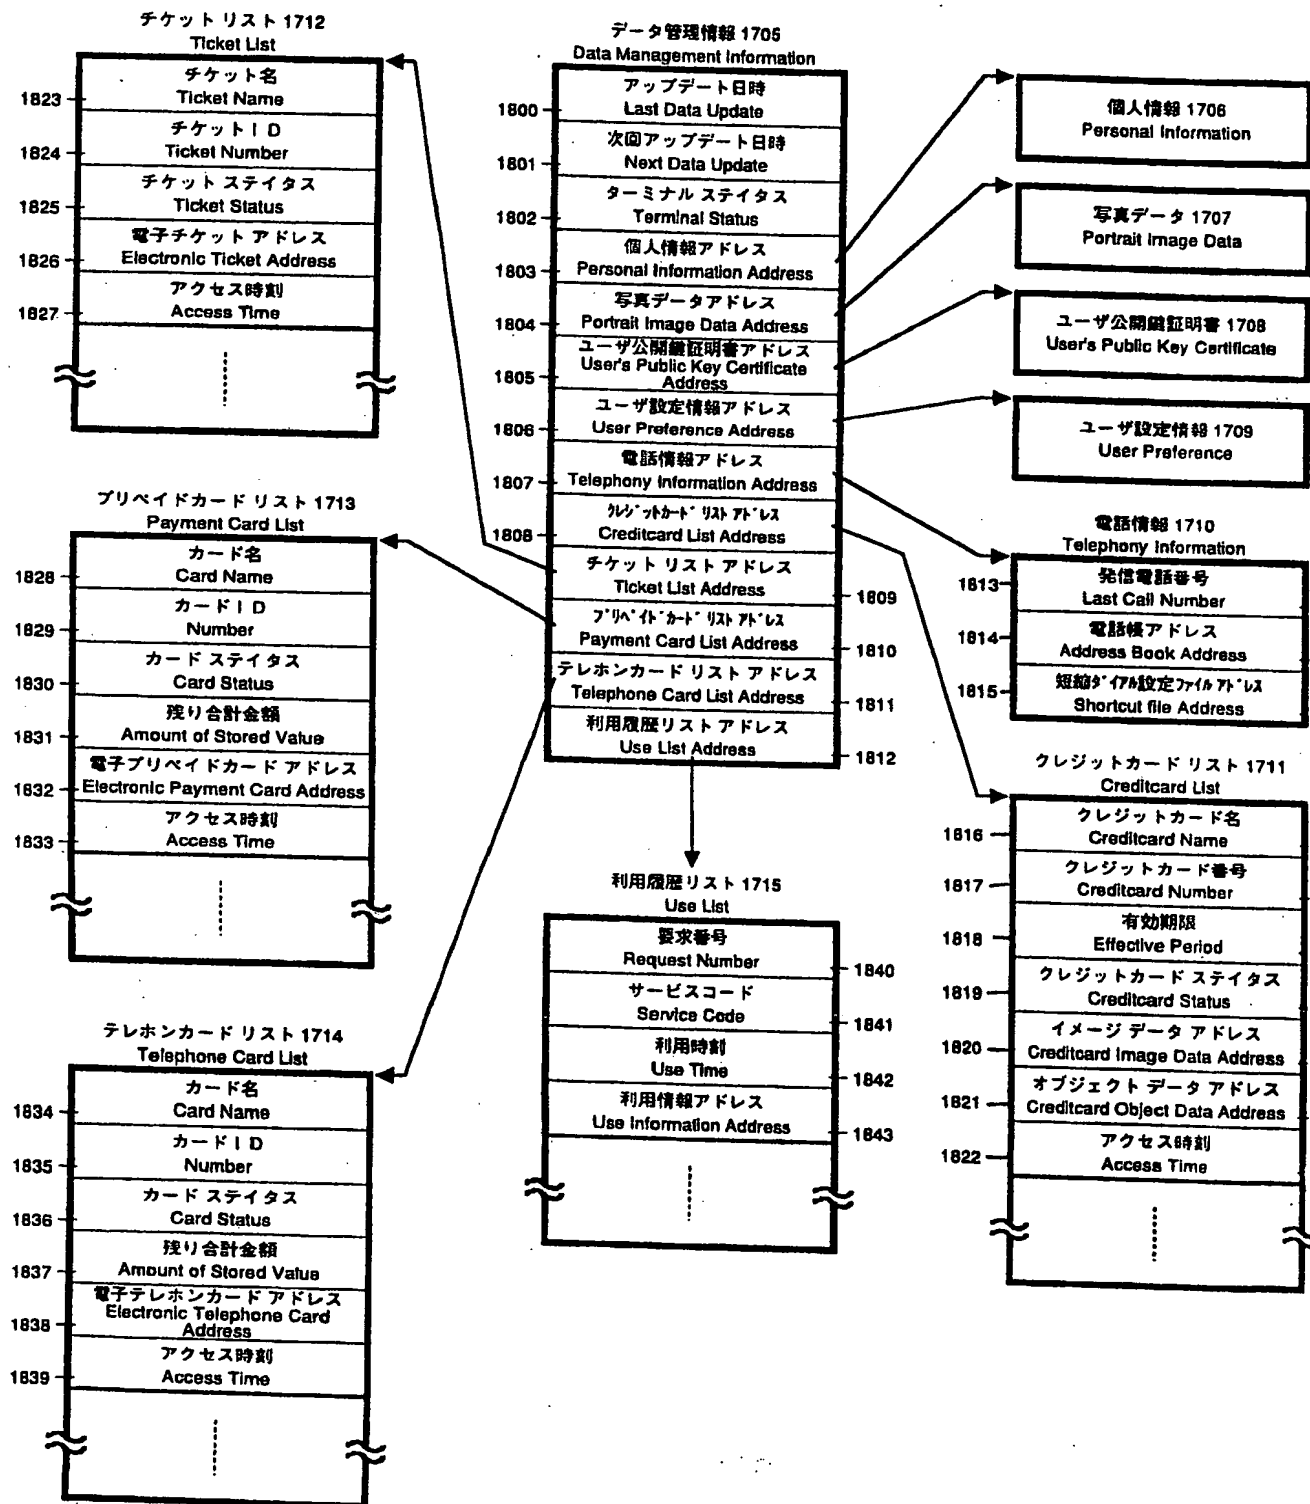 チケット リスト 1712
Ticket List
チケット名
Ticket Name
1823
チケットＩＤ
Ticket Number
1824
チケット ステイタス
Ticket Status
1825
電子チケット アドレス
Electronic Ticket Address
1826
アクセス時刻
Access Time
1827
プリペイドカード リスト 1713
Payment Card List
カード名
Card Name
1828
カードＩＤ
Number
1829
カード ステイタス
Card Status
1830
残り合計金額
Amount of Stored Value
1831
電子プリペイドカード アドレス
Electronic Payment Card Address
1832
アクセス時刻
Access Time
1833
テレホンカード リスト 1714
Telephone Card List
カード名
Card Name
1834
カードＩＤ
Number
1835
カード ステイタス
Card Status
1836
残り合計金額
Amount of Stored Value
1837
電子テレホンカード アドレス
Electronic Telephone Card
Address
1838
アクセス時刻
Access Time
1839
データ管理情報 1705
Data Management Information
アップデート日時
Last Data Update
1800
次回アップデート日時
Next Data Update
1801
ターミナル ステイタス
Terminal Status
1802
個人情報アドレス
Personal Information Address
1803
写真データアドレス
Portrait Image Data Address
1804
ユーザ公開鍵証明書アドレス
User's Public Key Certificate
Address
1805
ユーザ設定情報アドレス
User Preference Address
1806
電話情報アドレス
Telephony Information Address
1807
クレジットカード リスト アドレス
Creditcard List Address
1808
チケット リスト アドレス
Ticket List Address
1809
プリペイドカード リスト アドレス
Payment Card List Address
1810
テレホンカード リスト アドレス
Telephone Card List Address
1811
利用履歴リスト アドレス
Use List Address
1812
利用履歴リスト 1715
Use List
要求番号
Request Number
1840
サービスコード
Service Code
1841
利用時刻
Use Time
1842
利用情報アドレス
Use Information Address
1843
個人情報 1706
Personal Information
写真データ 1707
Portrait Image Data
ユーザ公開鍵証明書 1708
User's Public Key Certificate
ユーザ設定情報 1709
User Preference
電話情報 1710
Telephony Information
発信電話番号
Last Call Number
1813
電話帳アドレス
Address Book Address
1814
短縮ダイアル設定ファイル アドレス
Shortcut file Address
1815
クレジットカード リスト 1711
Creditcard List
クレジットカード名
Creditcard Name
1816
クレジットカード番号
Creditcard Number
1817
有効期限
Effective Period
1818
クレジットカード ステイタス
Creditcard Status
1819
イメージ データ アドレス
Creditcard Image Data Address
1820
オブジェクト データ アドレス
Creditcard Object Data Address
1821
アクセス時刻
Access Time
1822